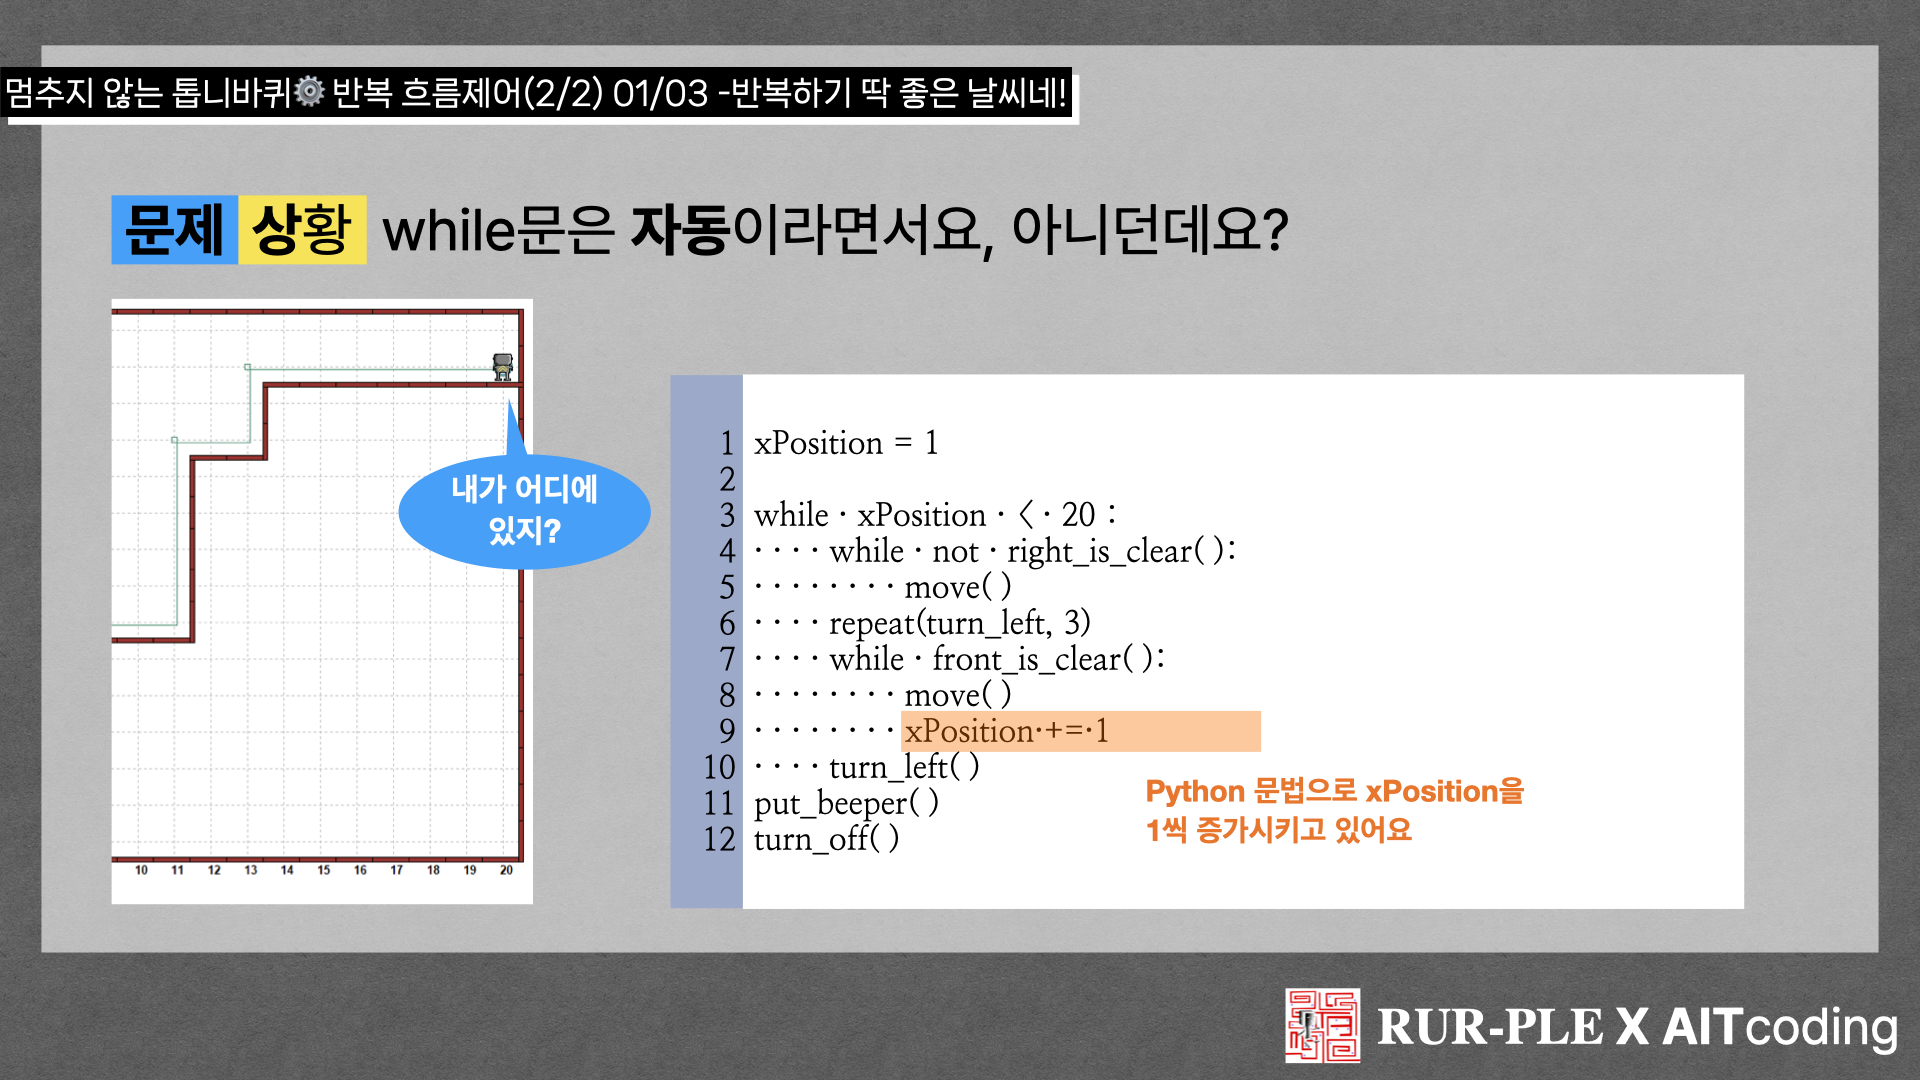 멈추지 않는 톱니바퀴⚙️ 반복 흐름제어(2/2) 01/03 -반복하기 딱 좋은 날씨네!
문제 상황 while문은 자동이라면서요, 아니던데요?
내가 어디에
있지?
10 11 12 13 14 15 16 17 18 19 20
1 xPosition = 1
2
3 while · xPosition · < · 20 :
4 · · · · while · not · right_is_clear( ):
5 · · · · · · · · move( )
6 · · · · repeat(turn_left, 3)
7 · · · · while · front_is_clear( ):
8 · · · · · · · · move( )
9 · · · · · · · · xPosition·+=·1
10 · · · · turn_left( )
11 put_beeper( )
12 turn_off( )
Python 문법으로 xPosition을
1씩 증가시키고 있어요
RUR-PLE X AITcoding